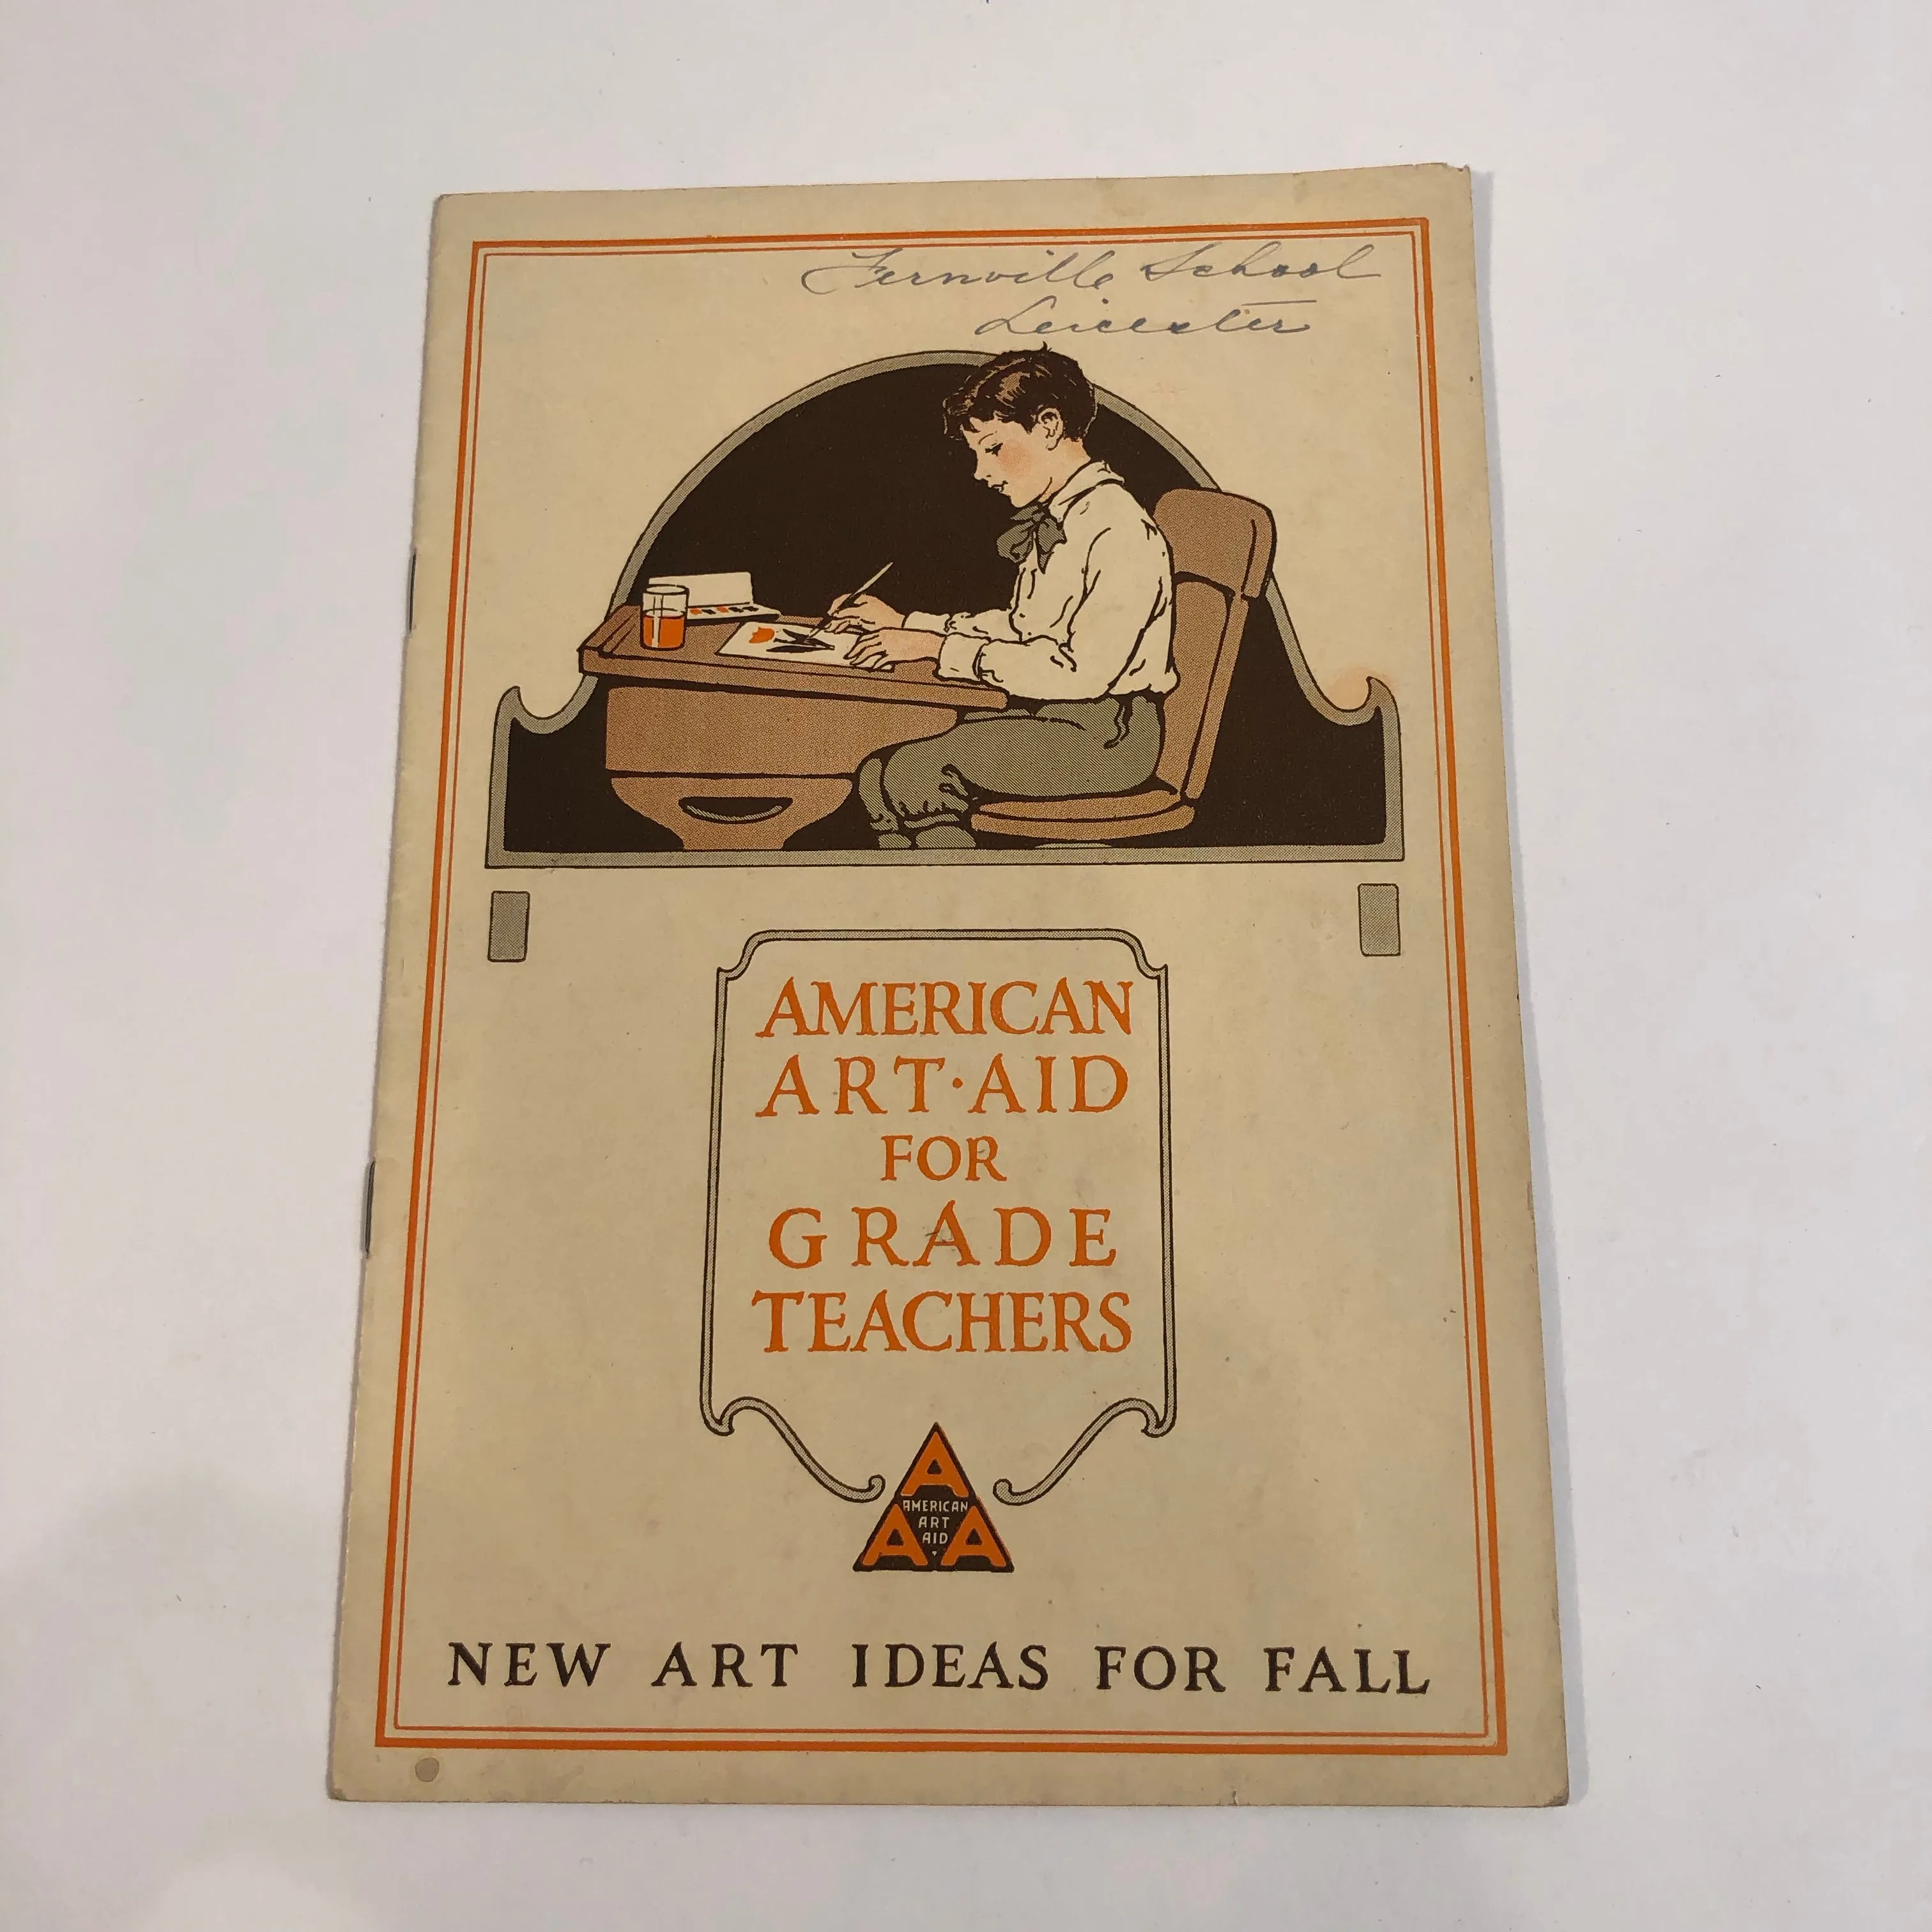 Fernville School
Leicester
AMERICAN
ART·AID
FOR
GRADE
TEACHERS
A
AMERICAN
ART
AID
A A
NEW ART IDEAS FOR FALL